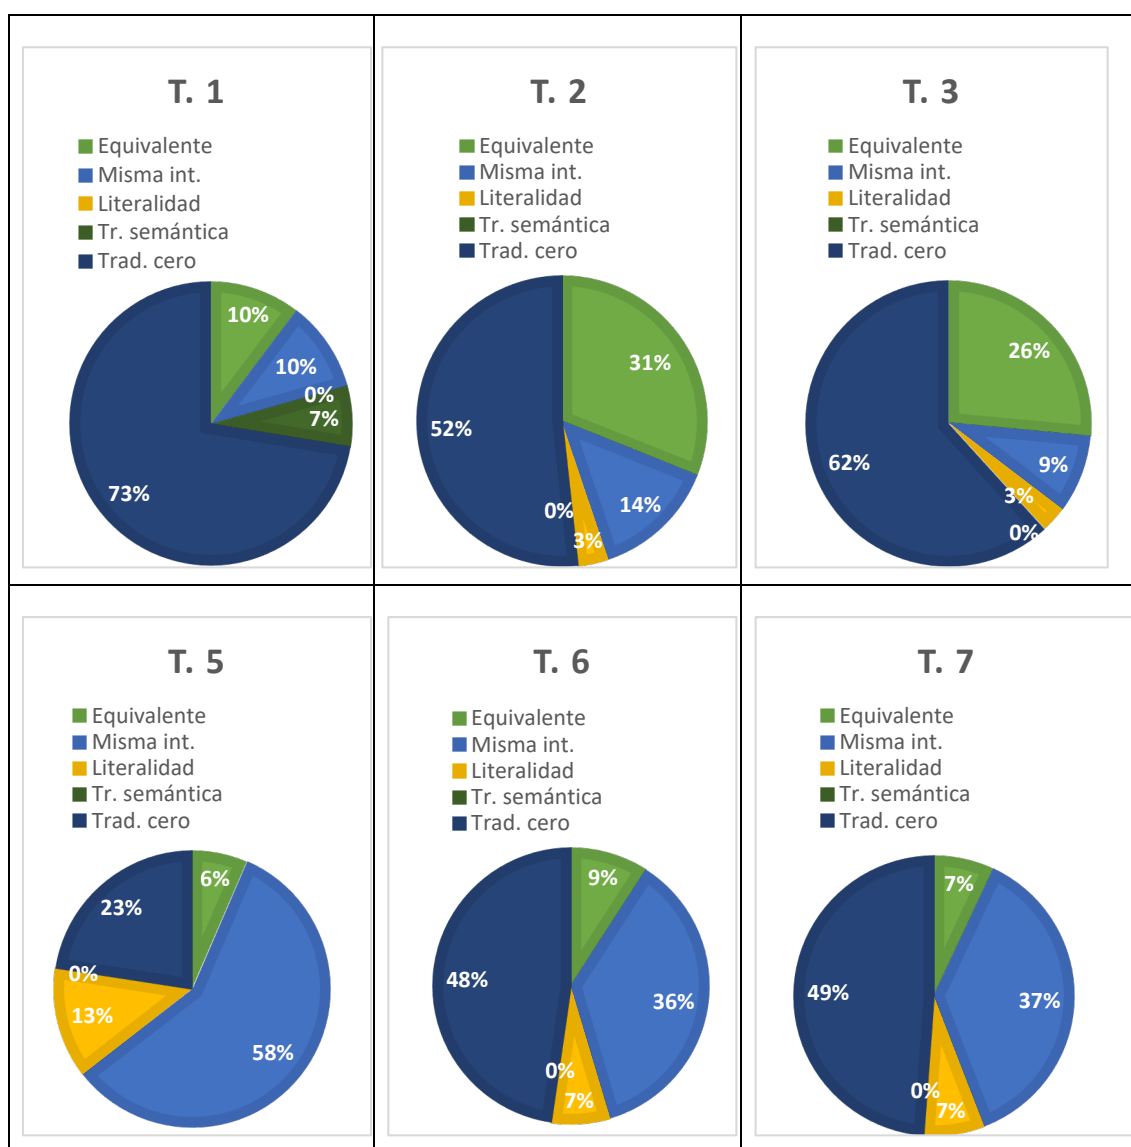 T. 1
Equivalente
Misma int.
Literalidad
Tr. semántica
Trad. cero
10%
10%
0%
7%
73%
T. 2
Equivalente
Misma int.
Literalidad
Tr. semántica
Trad. cero
31%
52%
14%
0%
3%
T. 3
Equivalente
Misma int.
Literalidad
Tr. semántica
Trad. cero
26%
62%
9%
3%
0%
T. 5
Equivalente
Misma int.
Literalidad
Tr. semántica
Trad. cero
6%
23%
0%
13%
58%
T. 6
Equivalente
Misma int.
Literalidad
Tr. semántica
Trad. cero
9%
48%
36%
0%
7%
T. 7
Equivalente
Misma int.
Literalidad
Tr. semántica
Trad. cero
7%
49%
37%
0%
7%